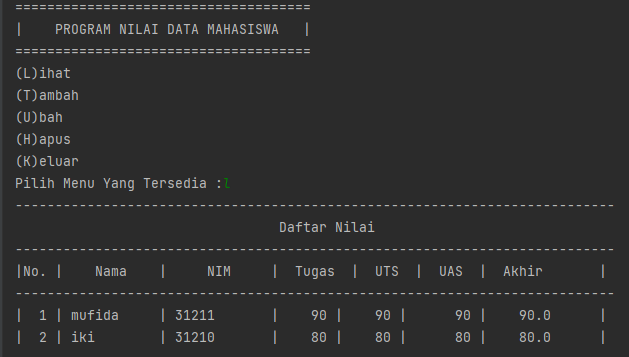 =====================================
|    PROGRAM NILAI DATA MAHASISWA   |
=====================================
(L)ihat
(T)ambah
(U)bah
(H)apus
(K)eluar
Pilih Menu Yang Tersedia :l
---------------------------------------------------------------------------
                                 Daftar Nilai
---------------------------------------------------------------------------
|No. |    Nama    |     NIM     |  Tugas  |  UTS  |  UAS  |  Akhir       |
---------------------------------------------------------------------------
|  1 | mufida     | 31211       |    90 |    90 |      90 |    90.0      |
|  2 | iki        | 31210       |    80 |    80 |      80 |    80.0      |